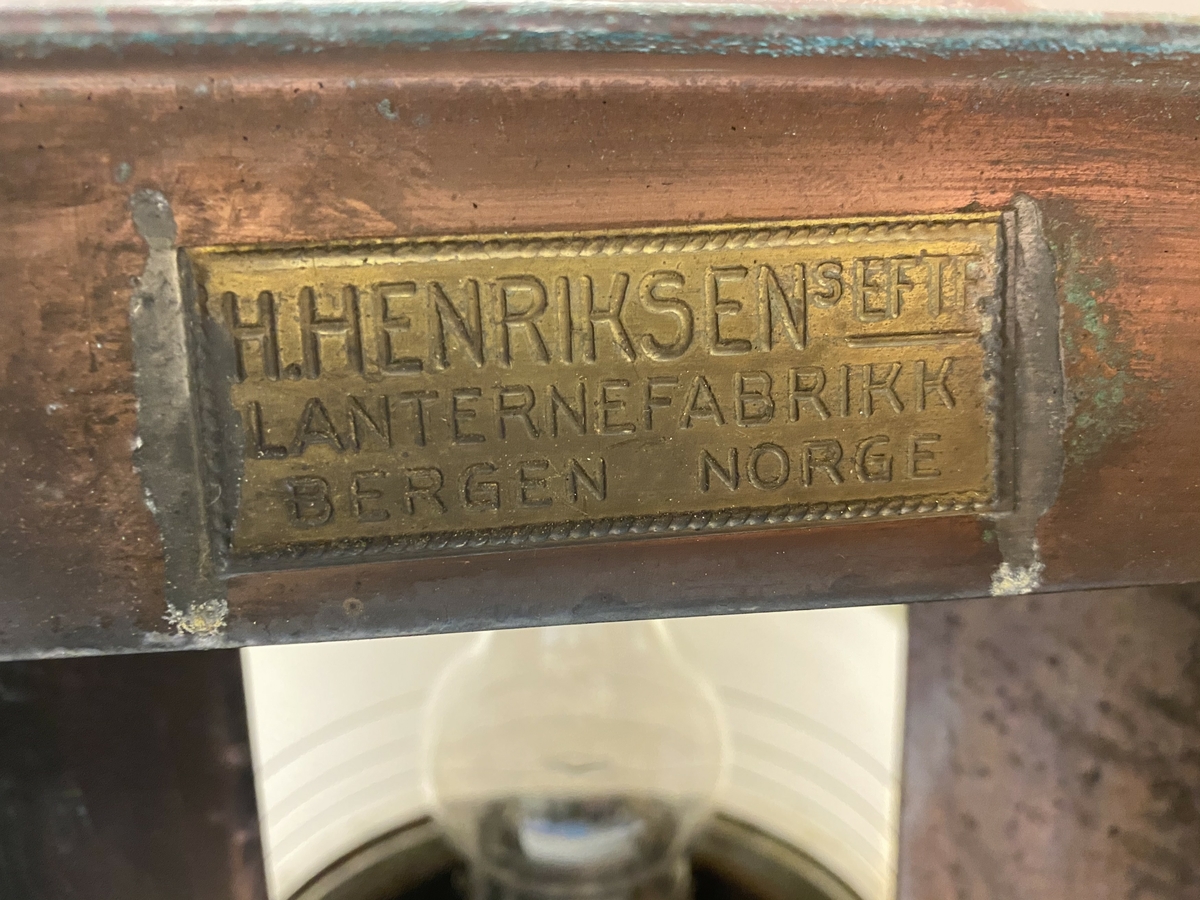 H.HENRIKSENS EFTF
LANTERNEFABRIKK
BERGEN NORGE